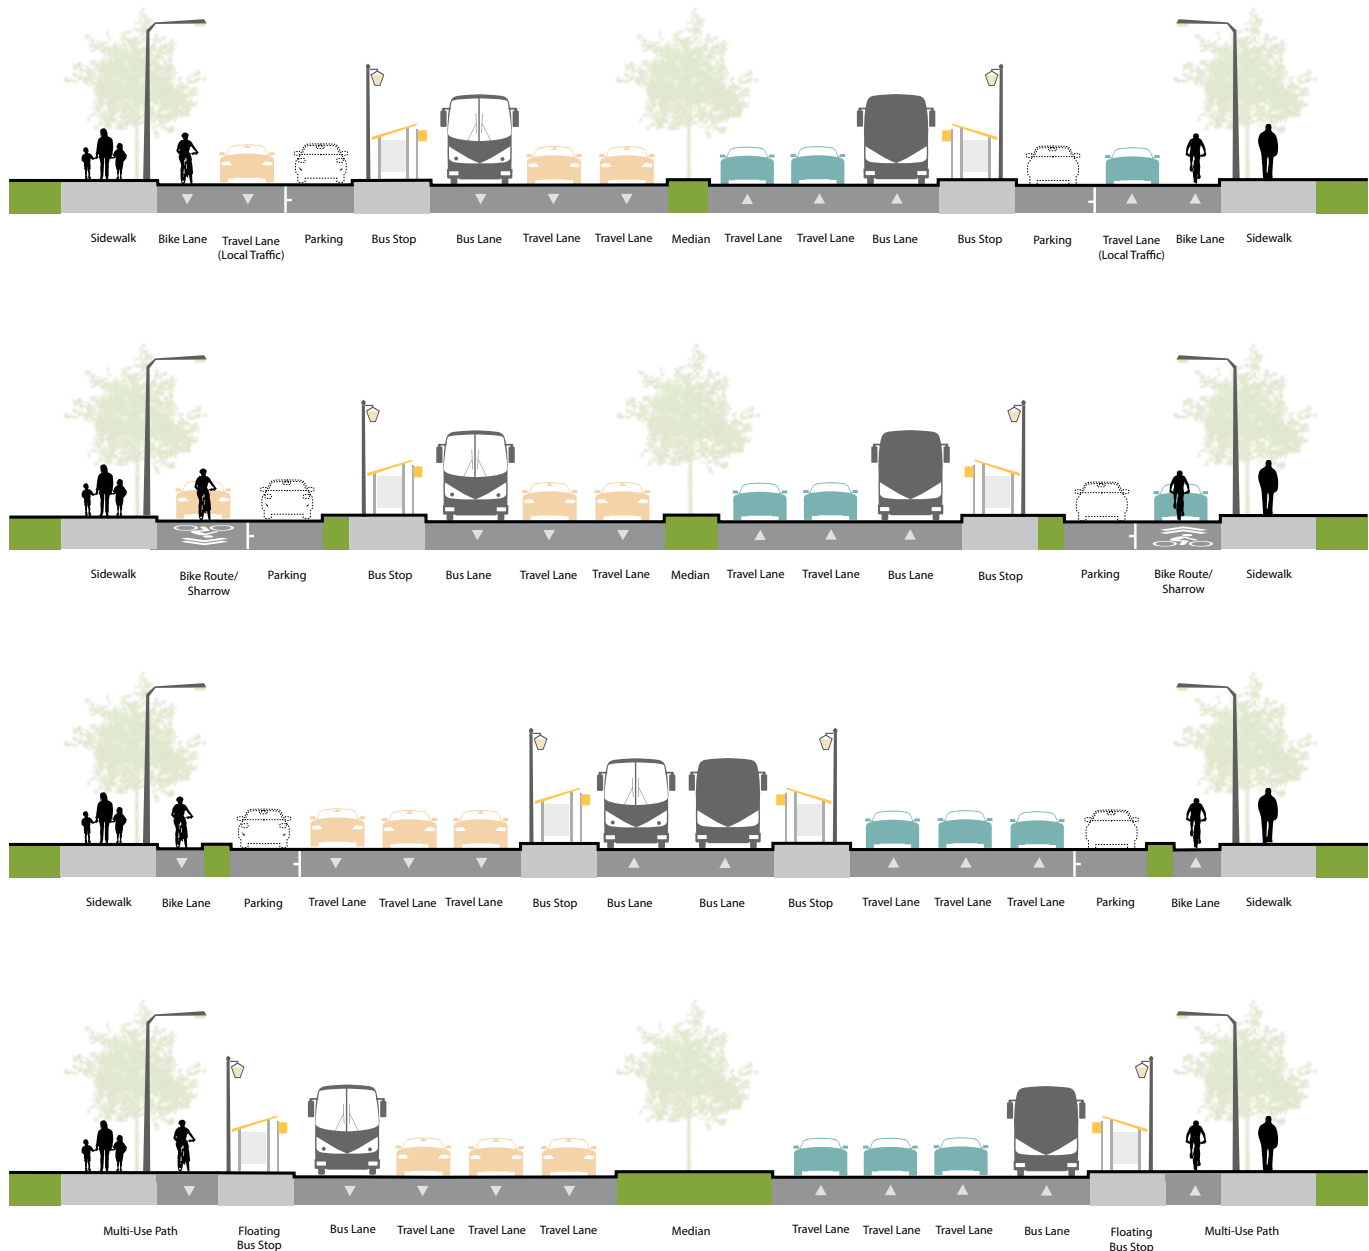 Sidewalk Bike Lane Travel Lane Parking Bus Stop Bus Lane Travel Lane Travel Lane Median Travel Lane Travel Lane Bus Lane Bus Stop Parking Travel Lane Bike Lane Sidewalk
(Local Traffic) (Local Traffic)
Sidewalk Bike Route/ Parking Bus Stop Bus Lane Travel Lane Travel Lane Median Travel Lane Travel Lane Bus Lane Bus Stop Parking Bike Route/ Sidewalk
Sharrow Sharrow
Sidewalk Bike Lane Parking Travel Lane Travel Lane Travel Lane Bus Stop Bus Lane Bus Lane Bus Stop Travel Lane Travel Lane Travel Lane Parking Bike Lane Sidewalk
Multi-Use Path Floating Bus Lane Travel Lane Travel Lane Travel Lane Median Travel Lane Travel Lane Travel Lane Bus Lane Floating Multi-Use Path
Bus Stop Bus Stop